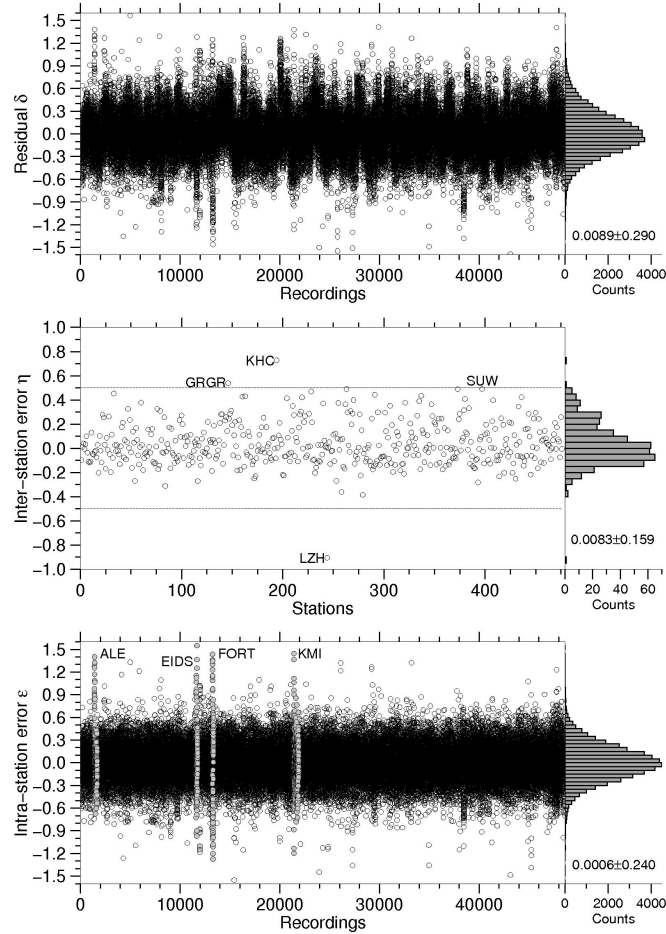 1.5
1.2
0.9
0.6
0.3
0.0
−0.3
−0.6
−0.9
−1.2
−1.5
Residual δ
0.0089±0.290
0 10000 20000 30000 40000 0 2000 4000
Recordings Counts
1.0
0.8
0.6
0.4
0.2
0.0
−0.2
−0.4
−0.6
−0.8
−1.0
Inter−station error η
KHC
GRGR SUW
LZH
0.0083±0.159
0 100 200 300 400 0 20 40 60
Stations Counts
1.5
1.2
0.9
0.6
0.3
0.0
−0.3
−0.6
−0.9
−1.2
−1.5
Intra−station error ε
ALE EIDS FORT KMI
0.0006±0.240
0 10000 20000 30000 40000 0 2000 4000
Recordings Counts